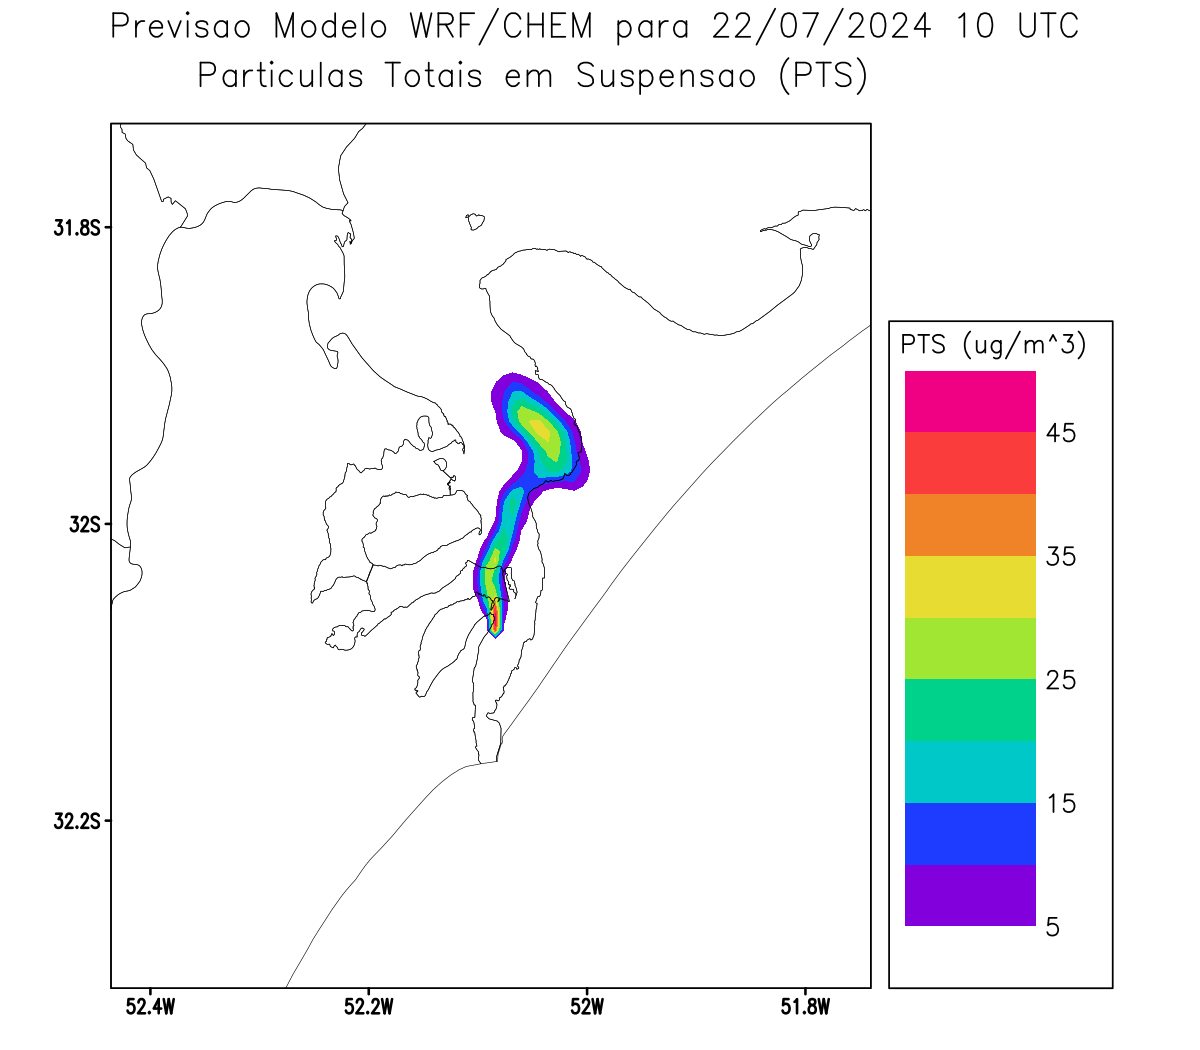 Previsao Modelo WRF/CHEM para 22/07/2024 10 UTC
Particulas Totais em Suspensao (PTS)
31.8S
32S
32.2S
52.4W
52.2W
52W
51.8W
PTS (ug/m^3)
45
35
25
15
5